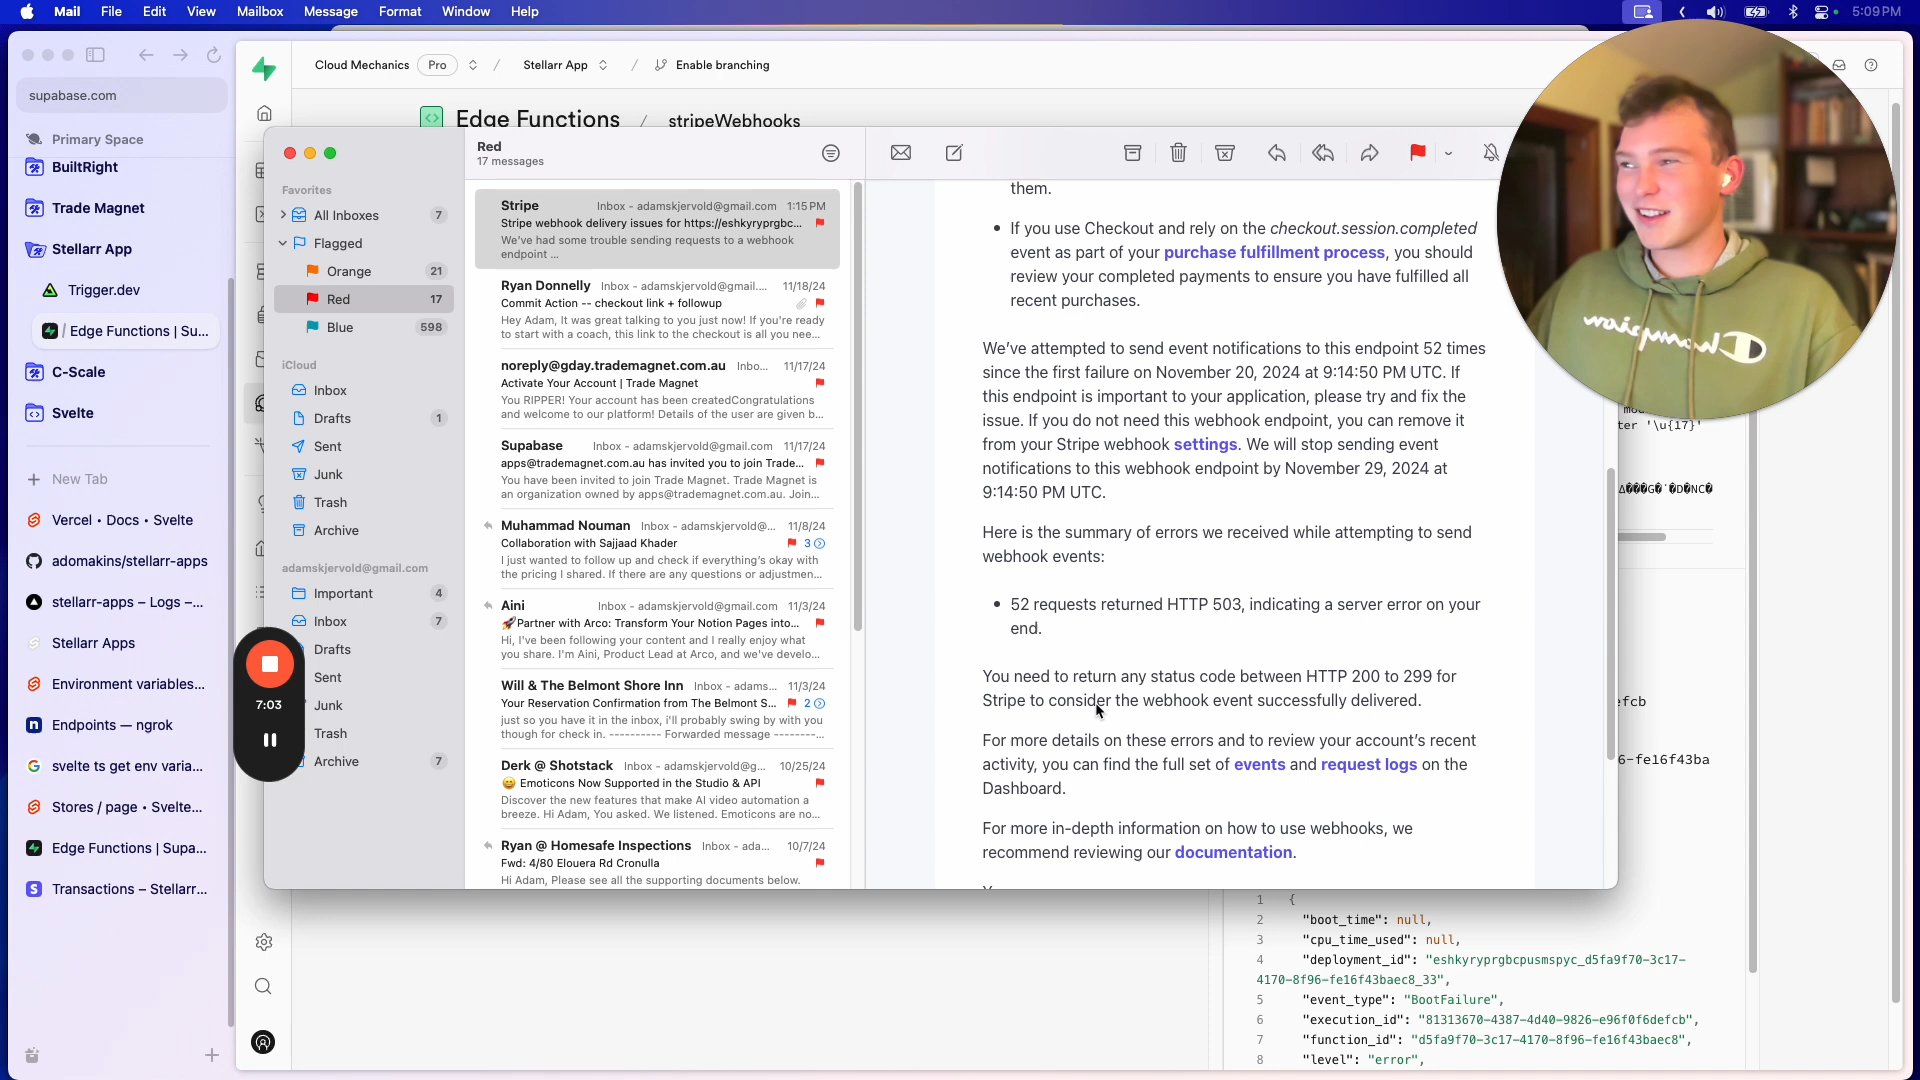 Mail File Edit View Mailbox Message Format Window Help
5:09 PM
supabase.com
Primary Space
BuiltRight
Trade Magnet
Stellarr App
Trigger.dev
/ Edge Functions | Su...
C-Scale
Svelte
New Tab
Vercel • Docs • Svelte
adomakins/stellarr-apps
stellarr-apps – Logs –...
Stellarr Apps
Environment variables...
Endpoints — ngrok
svelte ts get env varia...
Stores / page • Svelte...
Edge Functions | Supa...
Transactions – Stellarr...
7:03
Cloud Mechanics Pro / Stellarr App / Enable branching
Edge Functions / stripeWebhooks
Favorites
All Inboxes 7
Flagged
Orange 21
Red 17
Blue 598
iCloud
Inbox
Drafts 1
Sent
Junk
Trash
Archive
adamskjervold@gmail.com
Important 4
Inbox 7
Drafts
Sent
Junk
Trash
Archive 7
Red
17 messages
Stripe Inbox - adamskjervold@gmail.com 1:15 PM
Stripe webhook delivery issues for https://eshkyryprgbc...
We've had some trouble sending requests to a webhook
endpoint ...
Ryan Donnelly Inbox - adamskjervold@gmail.... 11/18/24
Commit Action -- checkout link + followup
Hey Adam, It was great talking to you just now! If you're ready
to start with a coach, this link to the checkout is all you nee...
noreply@gday.trademagnet.com.au Inbo... 11/17/24
Activate Your Account | Trade Magnet
You RIPPER! Your account has been createdCongratulations
and welcome to our platform! Details of the user are given b...
Supabase Inbox - adamskjervold@gmail.com 11/17/24
apps@trademagnet.com.au has invited you to join Trade...
You have been invited to join Trade Magnet. Trade Magnet is
an organization owned by apps@trademagnet.com.au. Join...
Muhammad Nouman Inbox - adamskjervold@... 11/8/24
Collaboration with Sajjaad Khader 3
I just wanted to follow up and check if everything's okay with
the pricing I shared. If there are any questions or adjustmen...
Aini Inbox - adamskjervold@gmail.com 11/3/24
🚀Partner with Arco: Transform Your Notion Pages into...
Hi, I've been following your content and I really enjoy what
you share. I'm Aini, Product Lead at Arco, and we've develo...
Will & The Belmont Shore Inn Inbox - adams... 11/3/24
Your Reservation Confirmation from The Belmont S... 2
just so you have it in the inbox, i'll probably swing by with you
though for check in. ---------- Forwarded message --------...
Derk @ Shotstack Inbox - adamskjervold@g... 10/25/24
😄 Emoticons Now Supported in the Studio & API
Discover the new features that make AI video automation a
breeze. Hi Adam, You asked. We listened. Emoticons are no...
Ryan @ Homesafe Inspections Inbox - ada... 10/7/24
Fwd: 4/80 Elouera Rd Cronulla
Hi Adam, Please see all the supporting documents below.
them.
• If you use Checkout and rely on the checkout.session.completed
event as part of your purchase fulfillment process, you should
review your completed payments to ensure you have fulfilled all
recent purchases.
We've attempted to send event notifications to this endpoint 52 times
since the first failure on November 20, 2024 at 9:14:50 PM UTC. If
this endpoint is important to your application, please try and fix the
issue. If you do not need this webhook endpoint, you can remove it
from your Stripe webhook settings. We will stop sending event
notifications to this webhook endpoint by November 29, 2024 at
9:14:50 PM UTC.
Here is the summary of errors we received while attempting to send
webhook events:
• 52 requests returned HTTP 503, indicating a server error on your
end.
You need to return any status code between HTTP 200 to 299 for
Stripe to consider the webhook event successfully delivered.
For more details on these errors and to review your account's recent
activity, you can find the full set of events and request logs on the
Dashboard.
For more in-depth information on how to use webhooks, we
recommend reviewing our documentation.
Champion
ter '\u{17}'
efcb
6-fe16f43ba
1 {
2 "boot_time": null,
3 "cpu_time_used": null,
4 "deployment_id": "eshkyryprgbcpusmspyc_d5fa9f70-3c17-
4170-8f96-fe16f43baec8_33",
5 "event_type": "BootFailure",
6 "execution_id": "81313670-4387-4d40-9826-e96f0f6defcb",
7 "function_id": "d5fa9f70-3c17-4170-8f96-fe16f43baec8",
8 "level": "error",